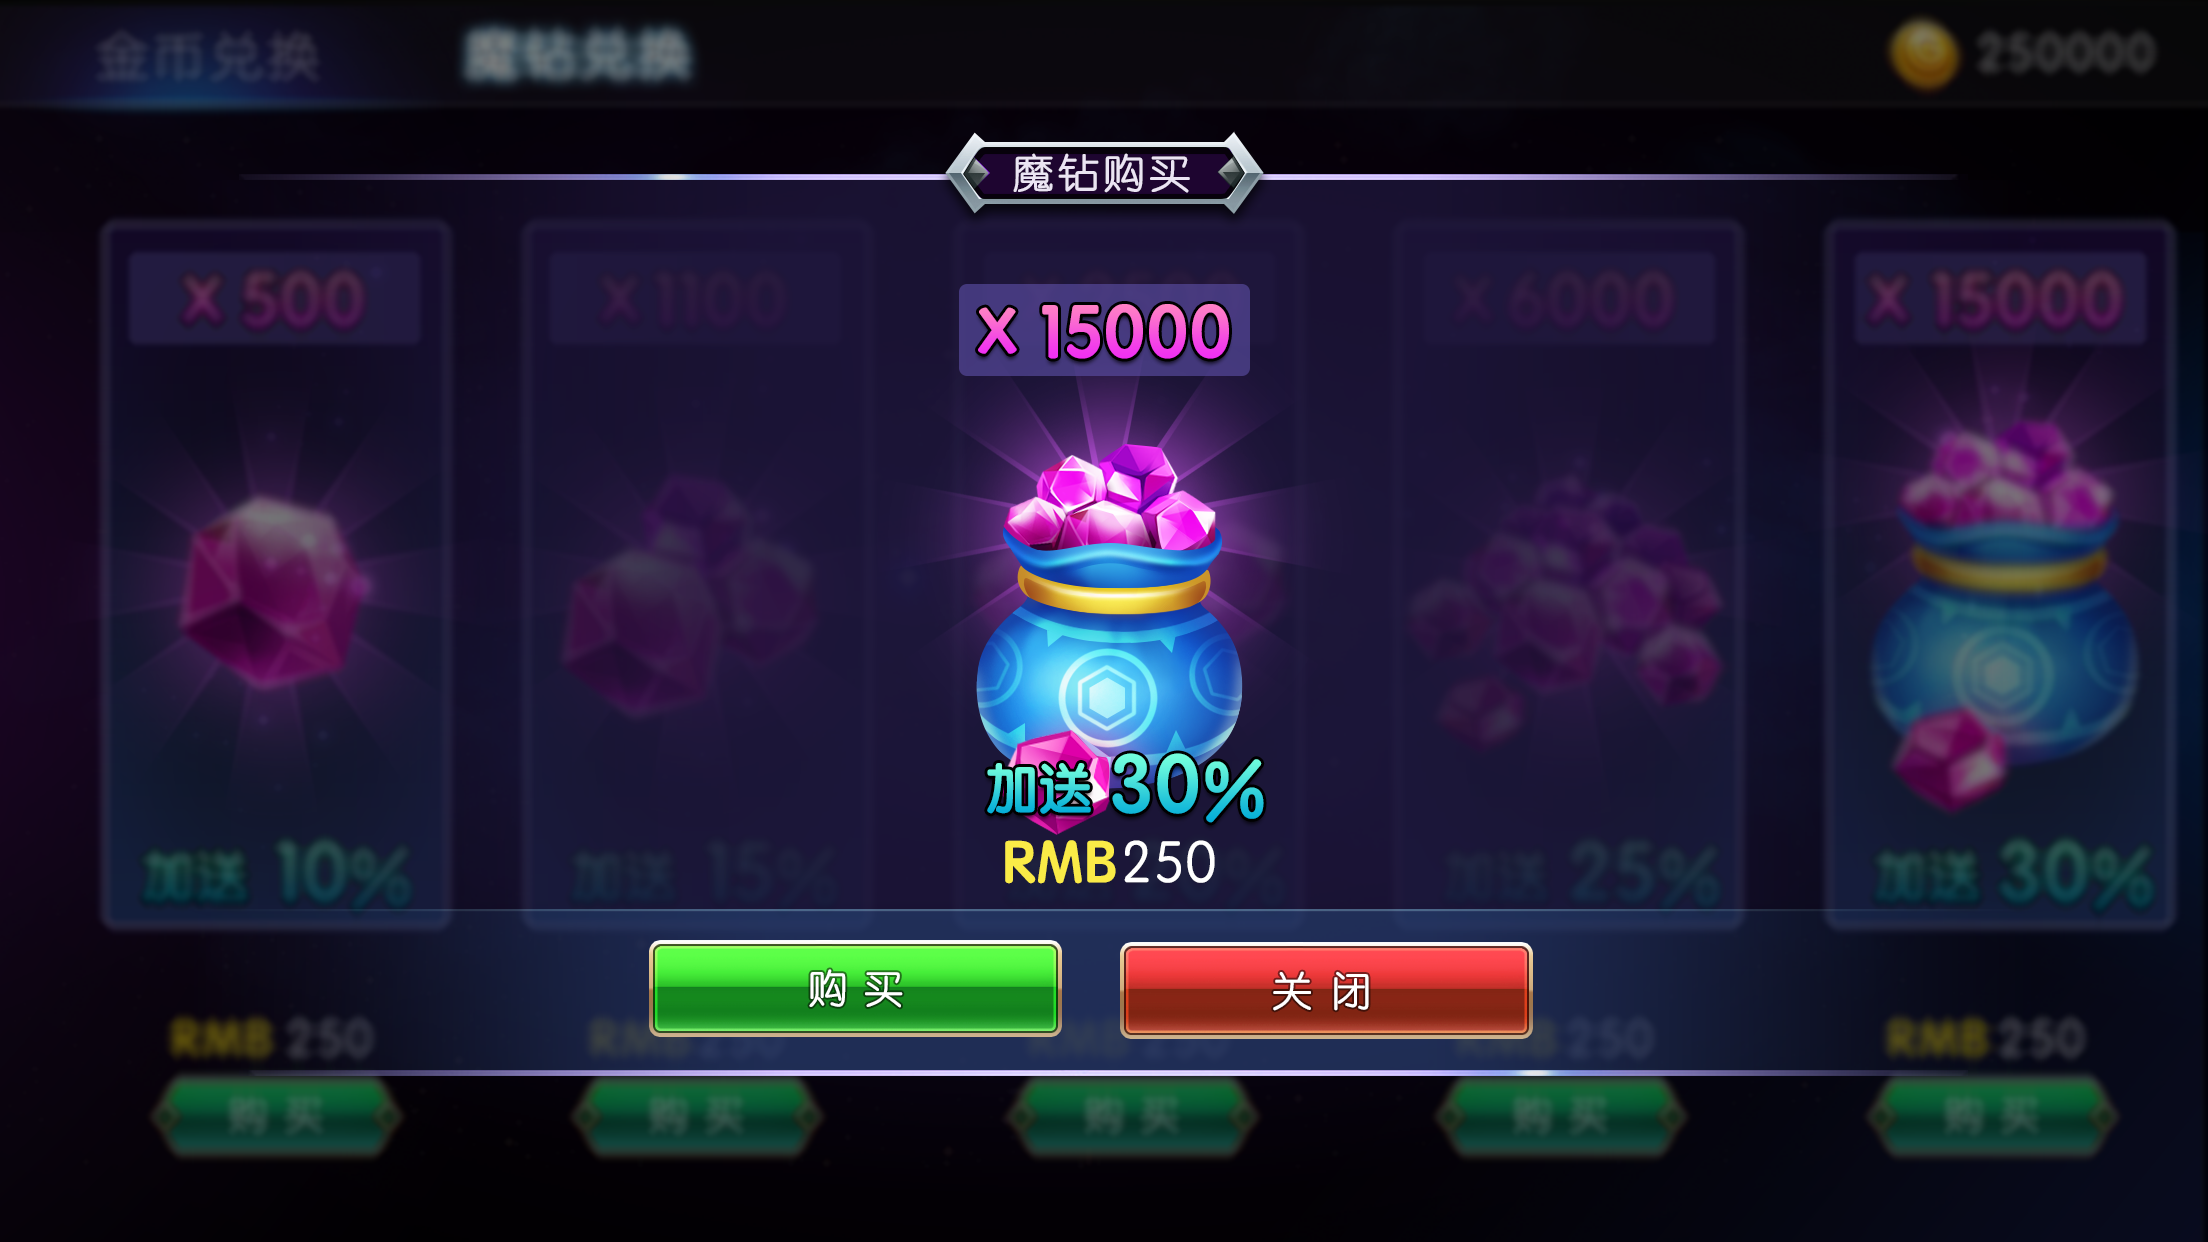 金币兑换 魔钻兑换 250000
魔钻购买
X 500 X 1100 X 6000 X 15000
X 15000
加送 30%
RMB250
加送 10% 加送 15% 加送 25% 加送 30%
购买 关闭
RMB 250 RMB 250 RMB 250 RMB 250 RMB 250
购买 购买 购买 购买 购买